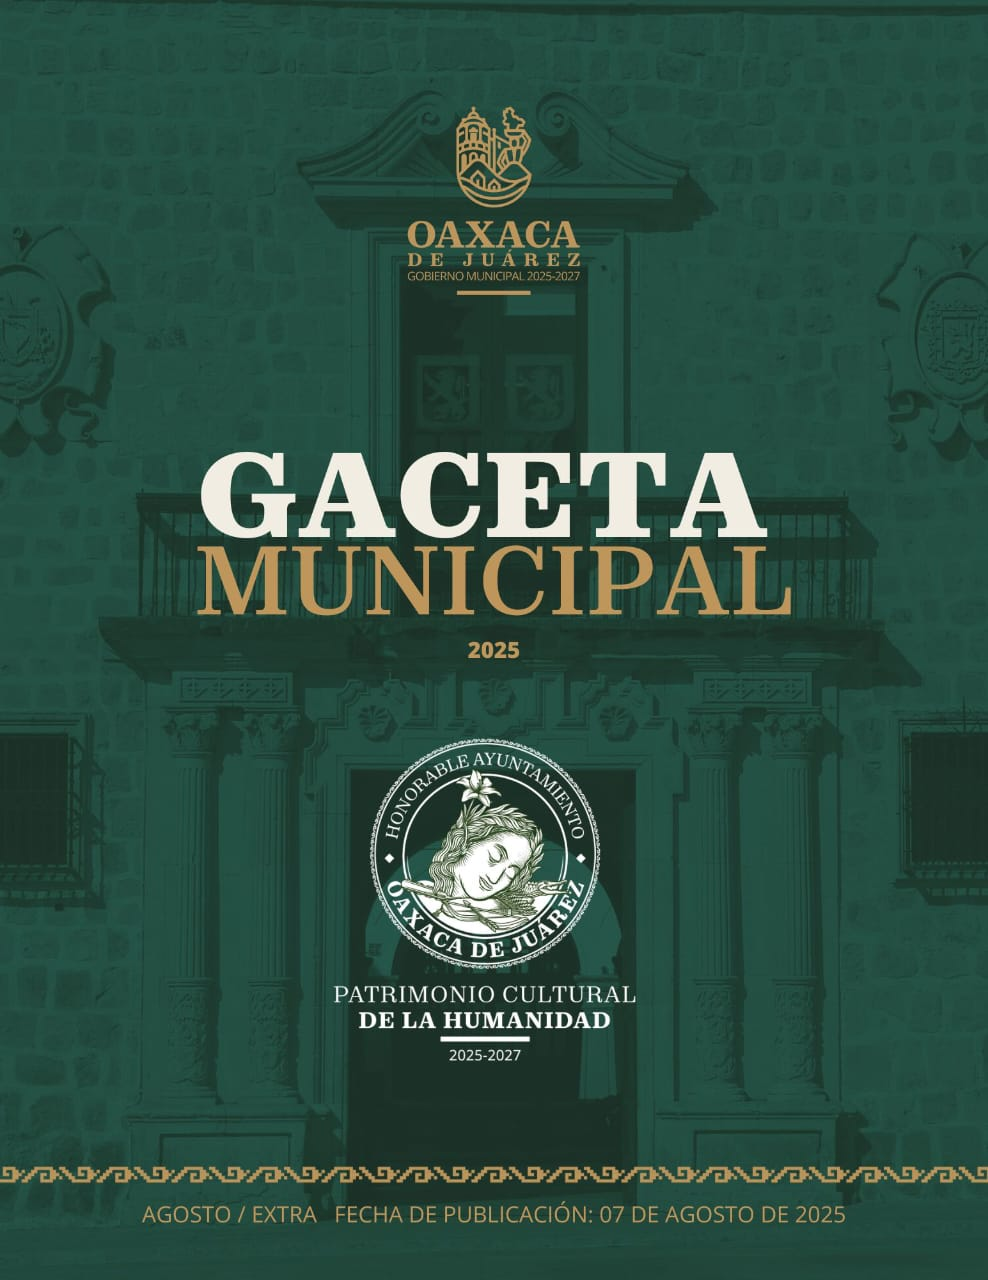 OAXACA
DE JUÁREZ
GOBIERNO MUNICIPAL 2025-2027
GACETA
MUNICIPAL
2025
HONORABLE AYUNTAMIENTO
OAXACA DE JUÁREZ
PATRIMONIO CULTURAL
DE LA HUMANIDAD
2025-2027
AGOSTO / EXTRA FECHA DE PUBLICACIÓN: 07 DE AGOSTO DE 2025